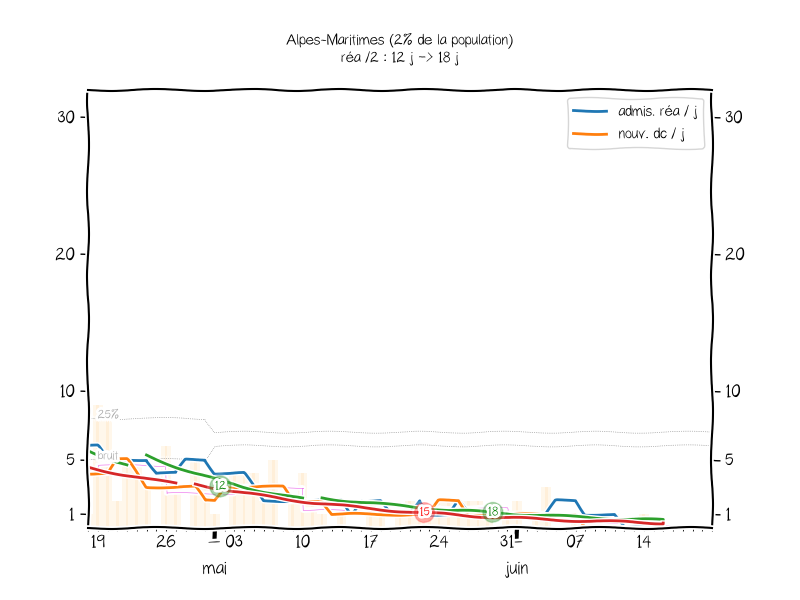 Alpes-Maritimes (2% de la population)
réa /2 : 12 j -> 18 j
admis. réa / j
nouv. dc / j
30
30
20
20
10
10
25%
5
bruit
5
12
15
18
1
1
19 26 03 10 17 24 31 07 14
mai juin